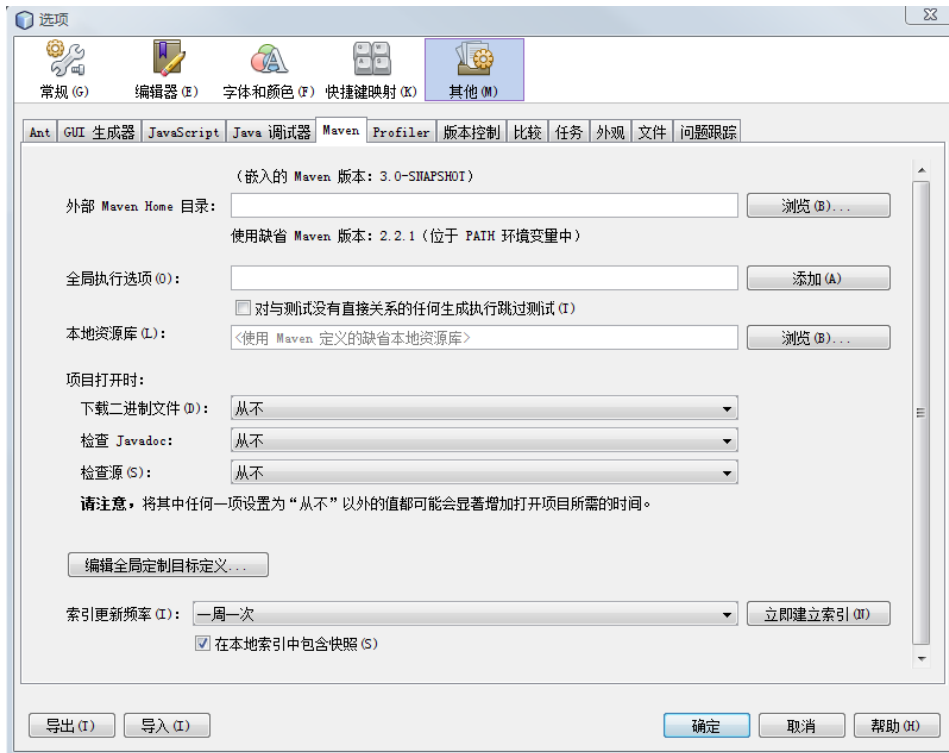 选项
常规(G) 编辑器(E) 字体和颜色(F) 快捷键映射(K) 其他(M)
Ant GUI 生成器 JavaScript Java 调试器 Maven Profiler 版本控制 比较 任务 外观 文件 问题跟踪
(嵌入的 Maven 版本: 3.0-SNAPSHOT)
外部 Maven Home 目录: 浏览(B)...
使用缺省 Maven 版本: 2.2.1(位于 PATH 环境变量中)
全局执行选项(O): 添加(A)
对与测试没有直接关系的任何生成执行跳过测试(T)
本地资源库(L): <使用 Maven 定义的缺省本地资源库> 浏览(B)...
项目打开时:
下载二进制文件(D): 从不
检查 Javadoc: 从不
检查源(S): 从不
请注意，将其中任何一项设置为“从不”以外的值都可能会显著增加打开项目所需的时间。
编辑全局定制目标定义...
索引更新频率(I): 一周一次 立即建立索引(N)
在本地索引中包含快照(S)
导出(T) 导入(I) 确定 取消 帮助(H)